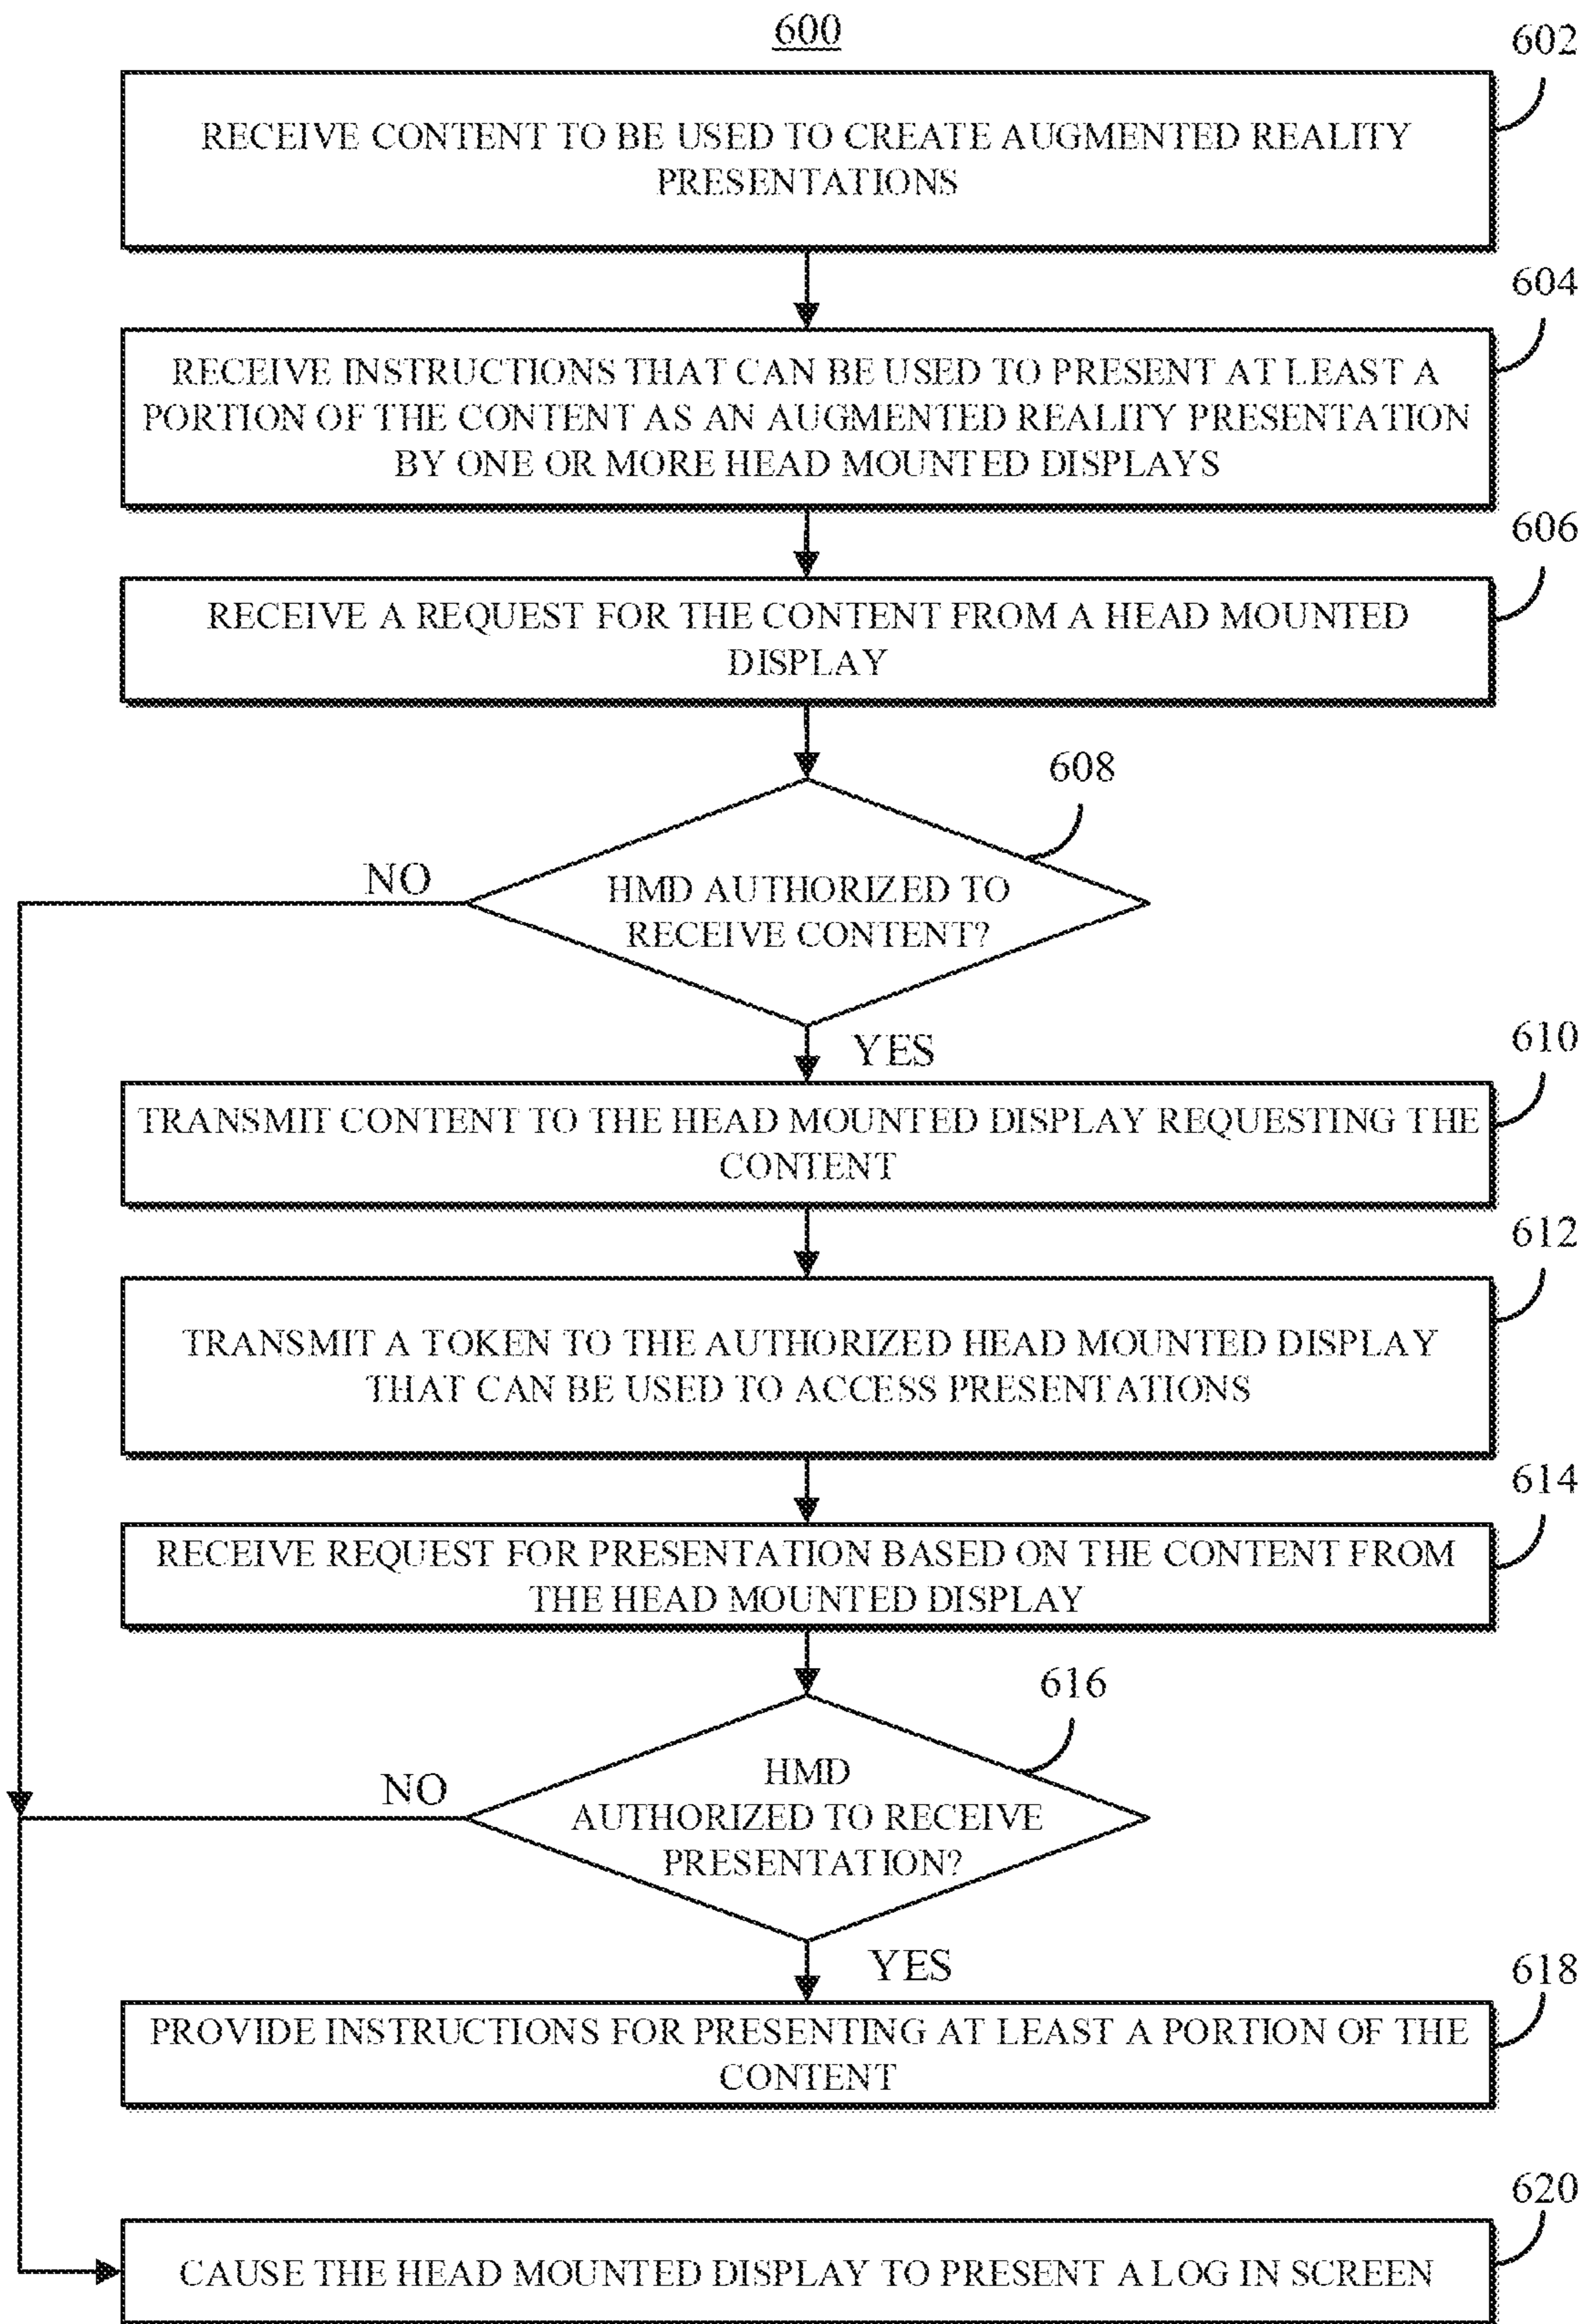 600
602
RECEIVE CONTENT TO BE USED TO CREATE AUGMENTED REALITY
PRESENTATIONS
604
RECEIVE INSTRUCTIONS THAT CAN BE USED TO PRESENT AT LEAST A
PORTION OF THE CONTENT AS AN AUGMENTED REALITY PRESENTATION
BY ONE OR MORE HEAD MOUNTED DISPLAYS
606
RECEIVE A REQUEST FOR THE CONTENT FROM A HEAD MOUNTED
DISPLAY
608
NO
HMD AUTHORIZED TO
RECEIVE CONTENT?
YES
610
TRANSMIT CONTENT TO THE HEAD MOUNTED DISPLAY REQUESTING THE
CONTENT
612
TRANSMIT A TOKEN TO THE AUTHORIZED HEAD MOUNTED DISPLAY
THAT CAN BE USED TO ACCESS PRESENTATIONS
614
RECEIVE REQUEST FOR PRESENTATION BASED ON THE CONTENT FROM
THE HEAD MOUNTED DISPLAY
616
NO
HMD
AUTHORIZED TO RECEIVE
PRESENTATION?
YES
618
PROVIDE INSTRUCTIONS FOR PRESENTING AT LEAST A PORTION OF THE
CONTENT
620
CAUSE THE HEAD MOUNTED DISPLAY TO PRESENT A LOG IN SCREEN